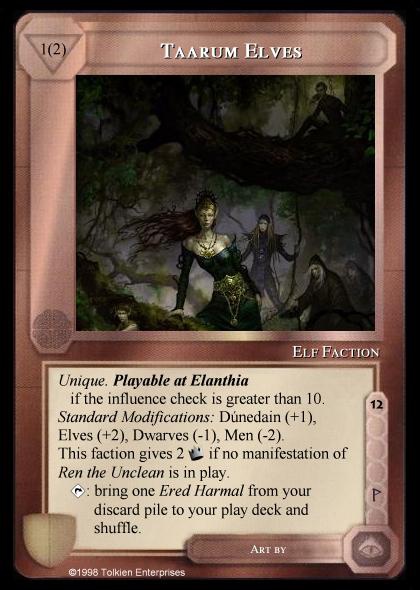 1(2)
Taarum Elves
Elf Faction
Unique. Playable at Elanthia
if the influence check is greater than 10.
Standard Modifications: Dúnedain (+1),
Elves (+2), Dwarves (-1), Men (-2).
This faction gives 2 if no manifestation of
Ren the Unclean is in play.
: bring one Ered Harmal from your
discard pile to your play deck and
shuffle.
12
Art by
©1998 Tolkien Enterprises